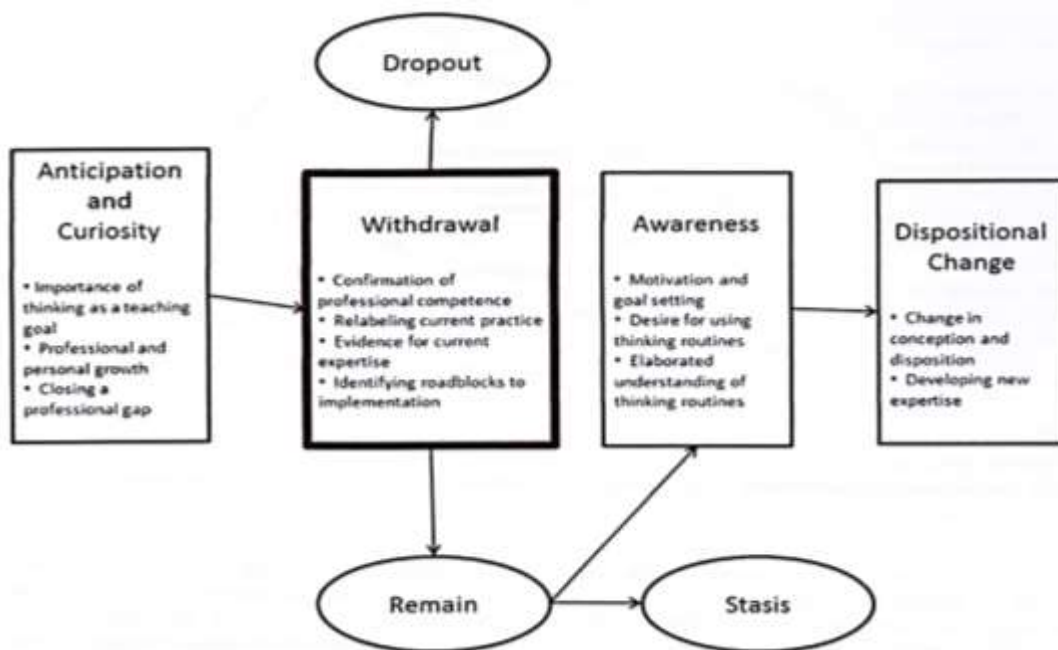 Dropout
Anticipation
and
Curiosity
• Importance of
thinking as a teaching
goal
• Professional and
personal growth
• Closing a
professional gap
Withdrawal
• Confirmation of
professional competence
• Relabeling current practice
• Evidence for current
expertise
• Identifying roadblocks to
implementation
Awareness
• Motivation and
goal setting
• Desire for using
thinking routines
• Elaborated
understanding of
thinking routines
Dispositional
Change
• Change in
conception and
disposition
• Developing new
expertise
Remain
Stasis